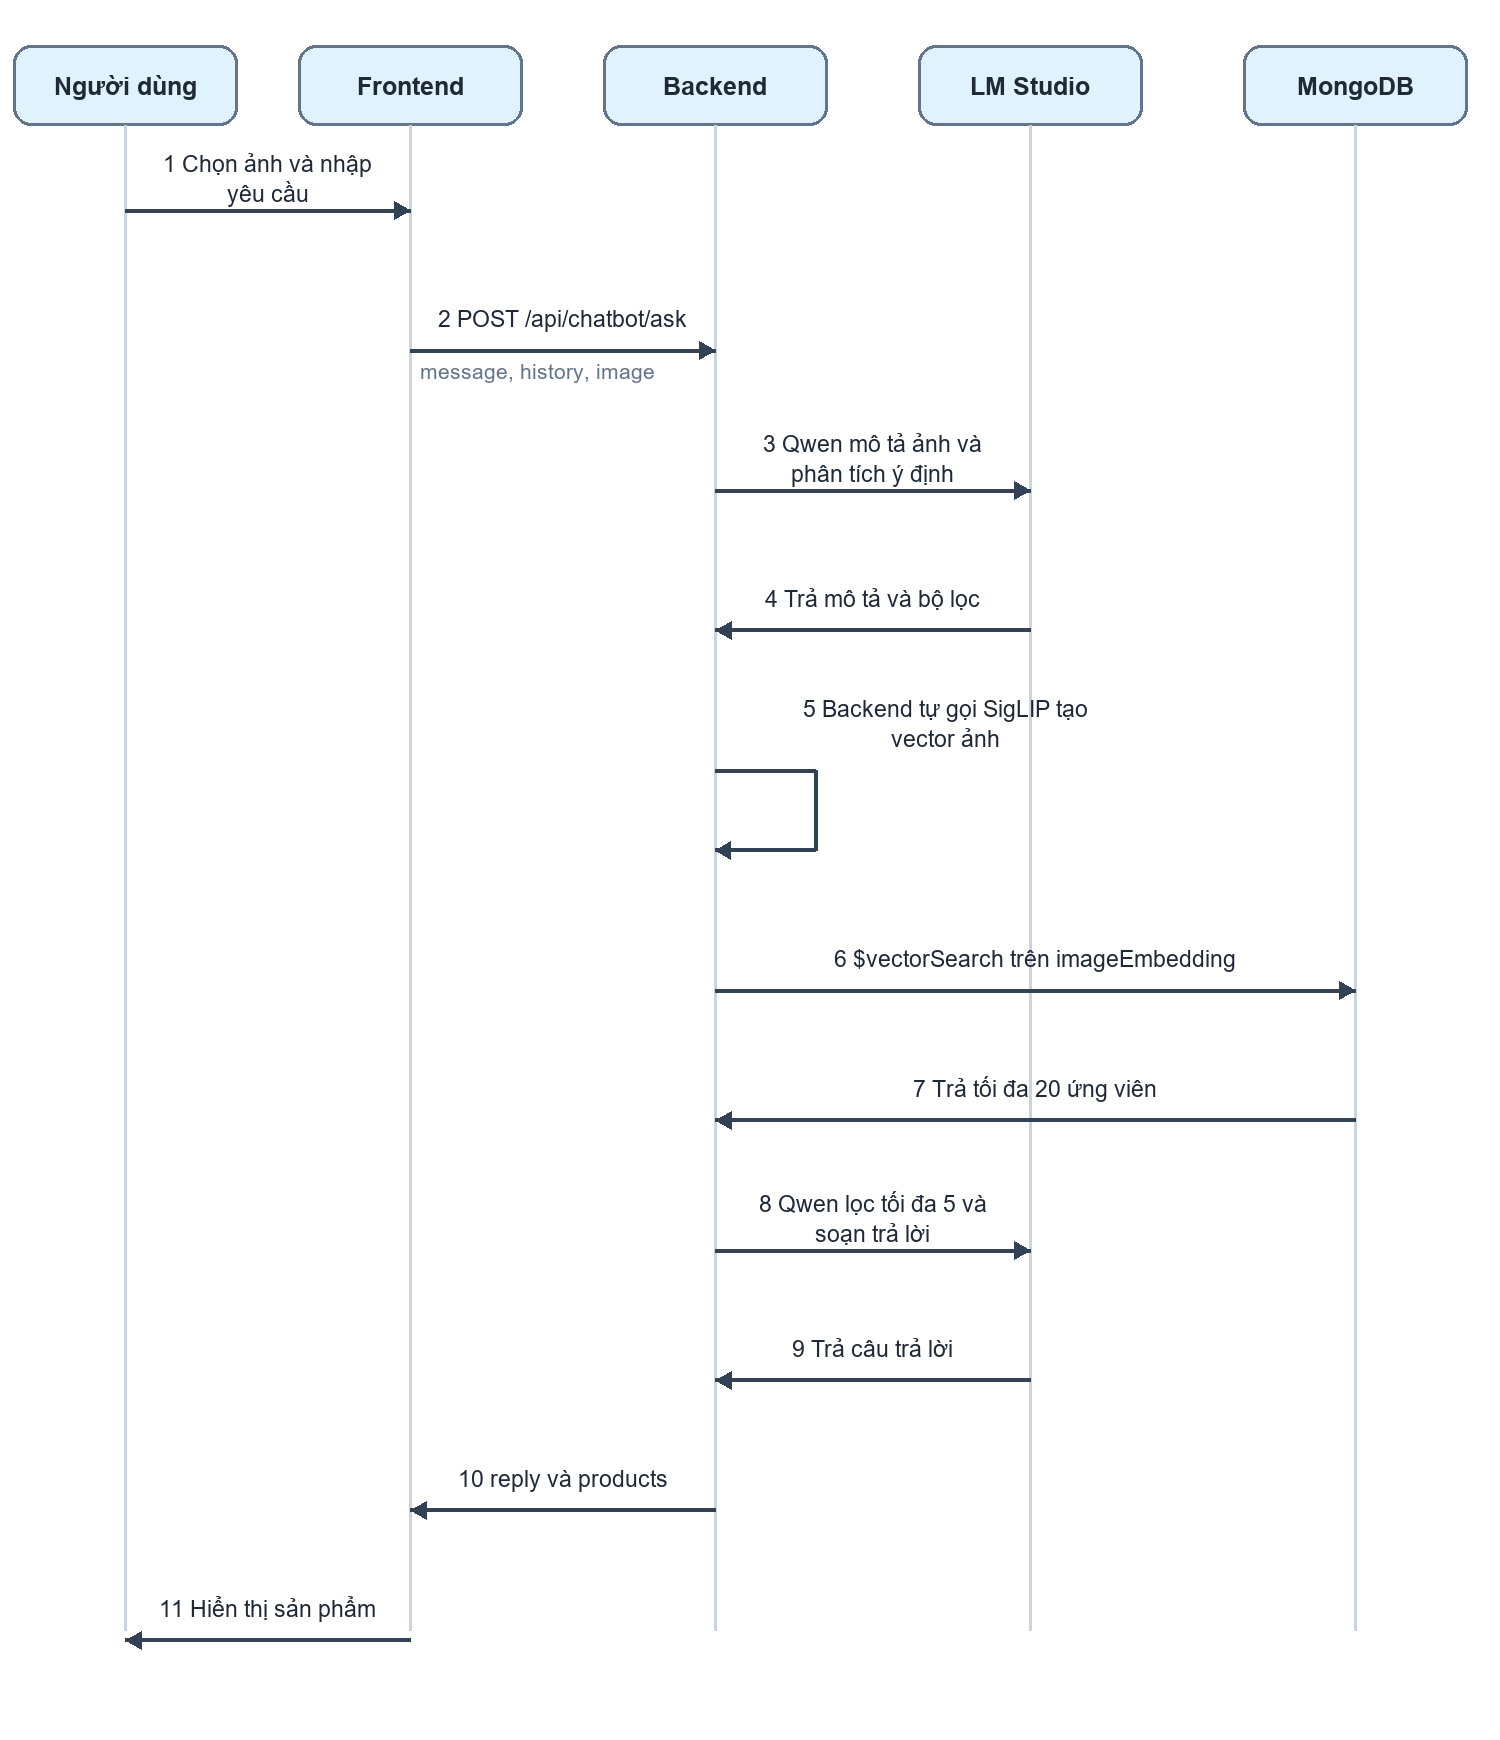 Người dùng
Frontend
Backend
LM Studio
MongoDB
1 Chọn ảnh và nhập
yêu cầu
2 POST /api/chatbot/ask
message, history, image
3 Qwen mô tả ảnh và
phân tích ý định
4 Trả mô tả và bộ lọc
5 Backend tự gọi SigLIP tạo
vector ảnh
6 $vectorSearch trên imageEmbedding
7 Trả tối đa 20 ứng viên
8 Qwen lọc tối đa 5 và
soạn trả lời
9 Trả câu trả lời
10 reply và products
11 Hiển thị sản phẩm